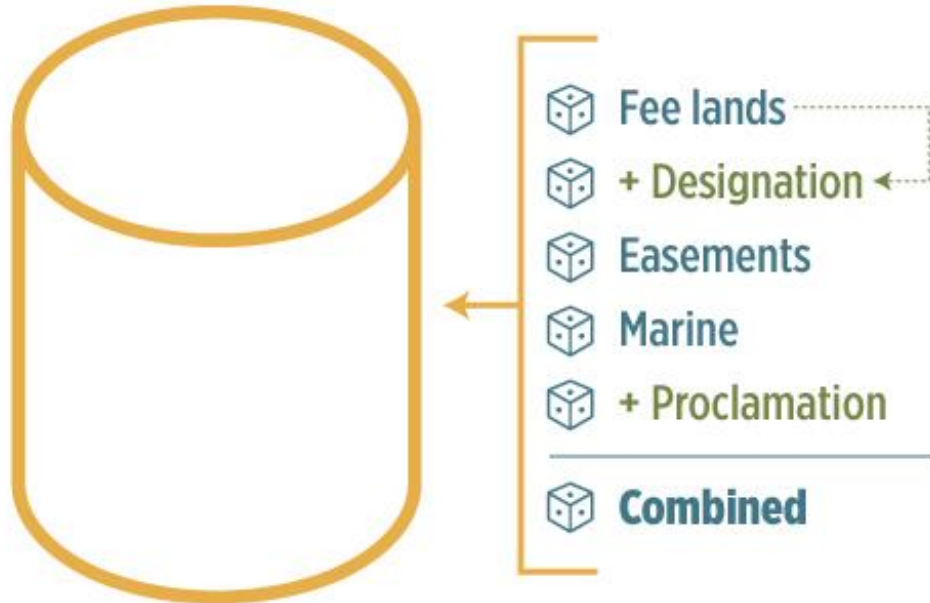 Fee lands
+ Designation
Easements
Marine
+ Proclamation
Combined